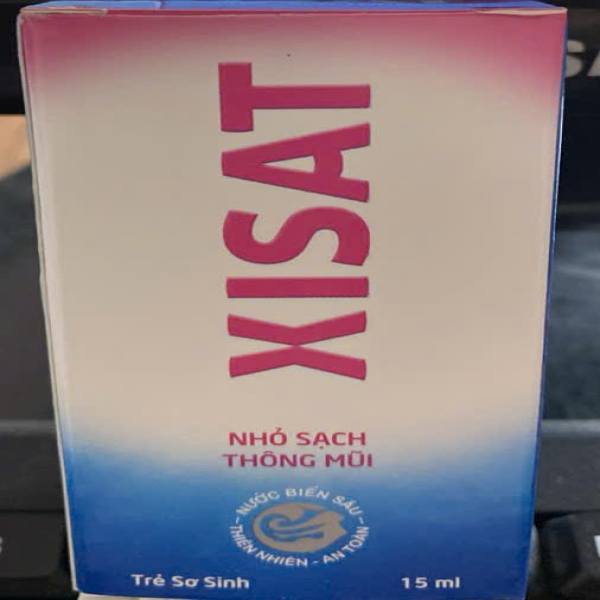 XISAT
NHỎ SẠCH
THÔNG MŨI
NƯỚC BIỂN SÂU
THIÊN NHIÊN - AN TOÀN
Trẻ Sơ Sinh
15 ml